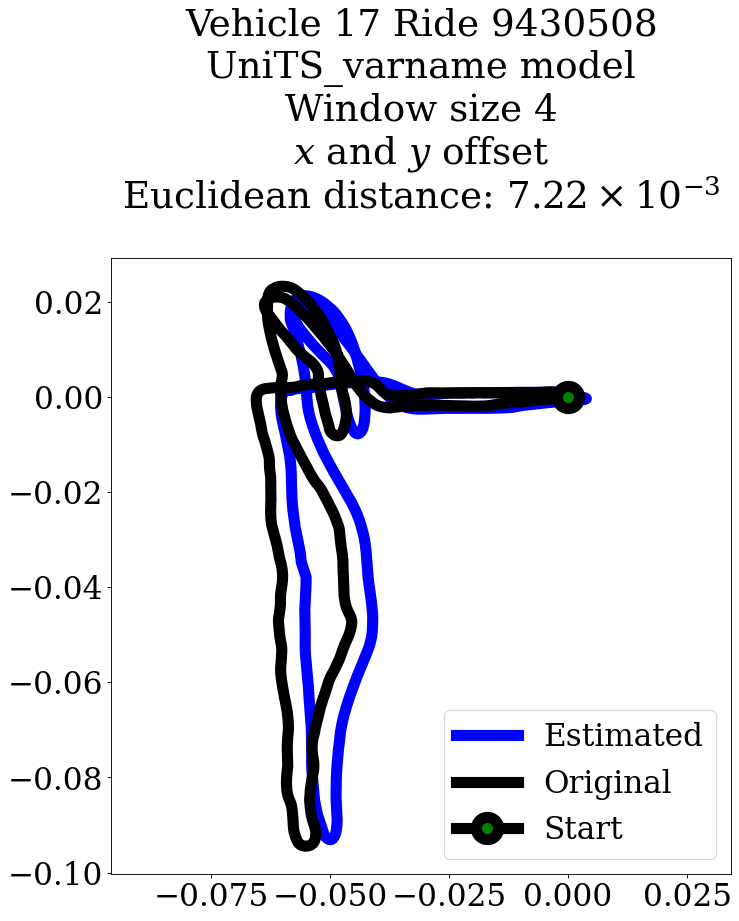 Vehicle 17 Ride 9430508
UniTS_varname model
Window size 4
x and y offset
Euclidean distance: 7.22 × 10⁻³
0.02
0.00
−0.02
−0.04
−0.06
−0.08
−0.10
Estimated
Original
Start
−0.075 −0.050 −0.025 0.000 0.025